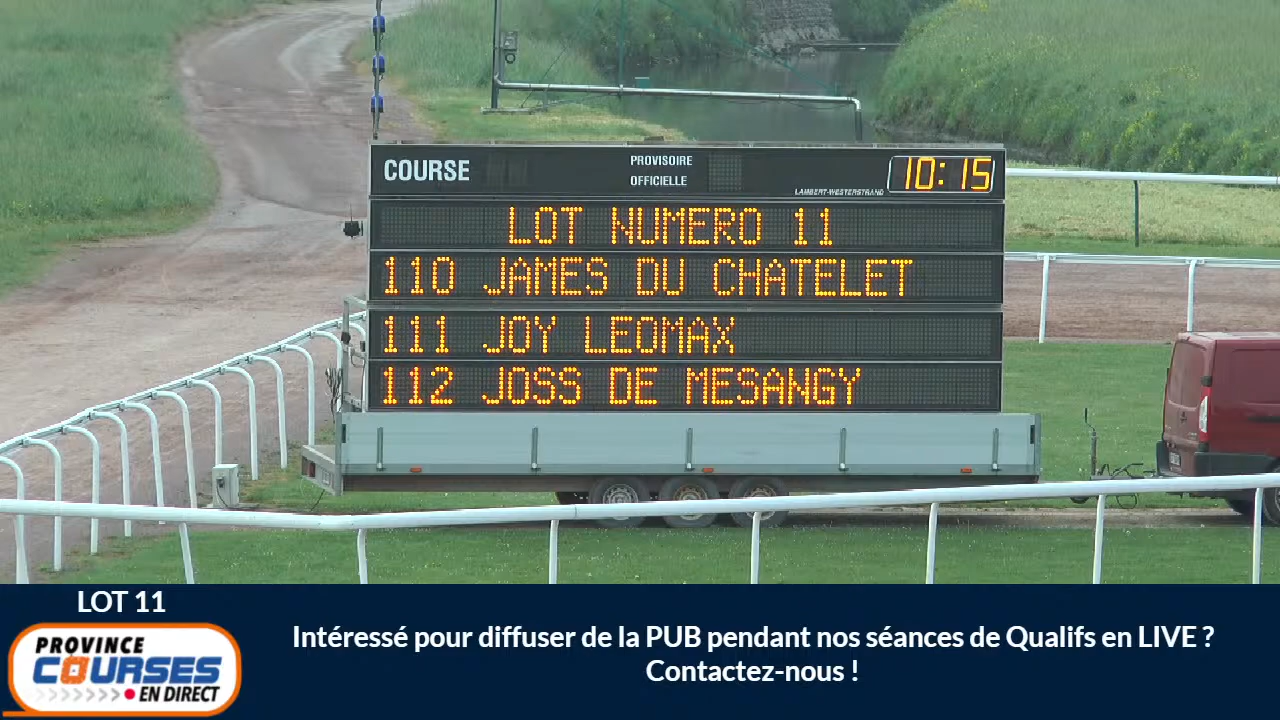 COURSE
PROVISOIRE
OFFICIELLE
LAMBERT-WESTERSTRAND
10:15
LOT NUMERO 11
110 JAMES DU CHATELET
111 JOY LEOMAX
112 JOSS DE MESANGY
LOT 11
PROVINCE
COURSES
EN DIRECT
Intéressé pour diffuser de la PUB pendant nos séances de Qualifs en LIVE ?
Contactez-nous !